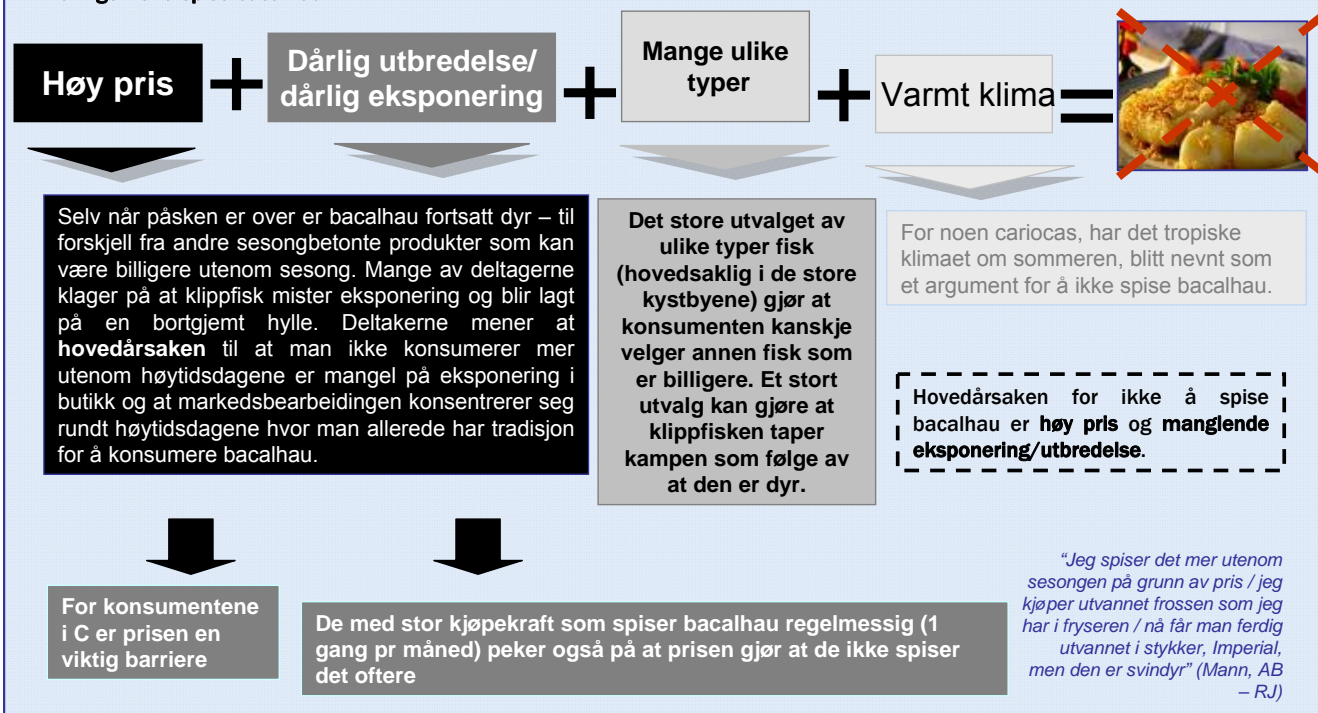 Høy pris
+
Dårlig utbredelse/
dårlig eksponering
+
Mange ulike
typer
+
Varmt klima
=
Selv når påsken er over er bacalhau fortsatt dyr – til
forskjell fra andre sesongbetonte produkter som kan
være billigere utenom sesong. Mange av deltagerne
klager på at klippfisk mister eksponering og blir lagt
på en bortgjemt hylle. Deltakerne mener at
hovedårsaken til at man ikke konsumerer mer
utenom høytidsdagene er mangel på eksponering i
butikk og at markedsbearbeidingen konsentrerer seg
rundt høytidsdagene hvor man allerede har tradisjon
for å konsumere bacalhau.
Det store utvalget av
ulike typer fisk
(hovedsaklig i de store
kystbyene) gjør at
konsumenten kanskje
velger annen fisk som
er billigere. Et stort
utvalg kan gjøre at
klippfisken taper
kampen som følge av
at den er dyr.
For noen cariocas, har det tropiske
klimaet om sommeren, blitt nevnt som
et argument for å ikke spise bacalhau.
Hovedårsaken for ikke å spise
bacalhau er høy pris og manglende
eksponering/utbredelse.
For konsumentene
i C er prisen en
viktig barriere
De med stor kjøpekraft som spiser bacalhau regelmessig (1
gang pr måned) peker også på at prisen gjør at de ikke spiser
det oftere
"Jeg spiser det mer utenom
sesongen på grunn av pris / jeg
kjøper utvannet frossen som jeg
har i fryseren / nå får man ferdig
utvannet i stykker, Imperial,
men den er svindyr" (Mann, AB
– RJ)